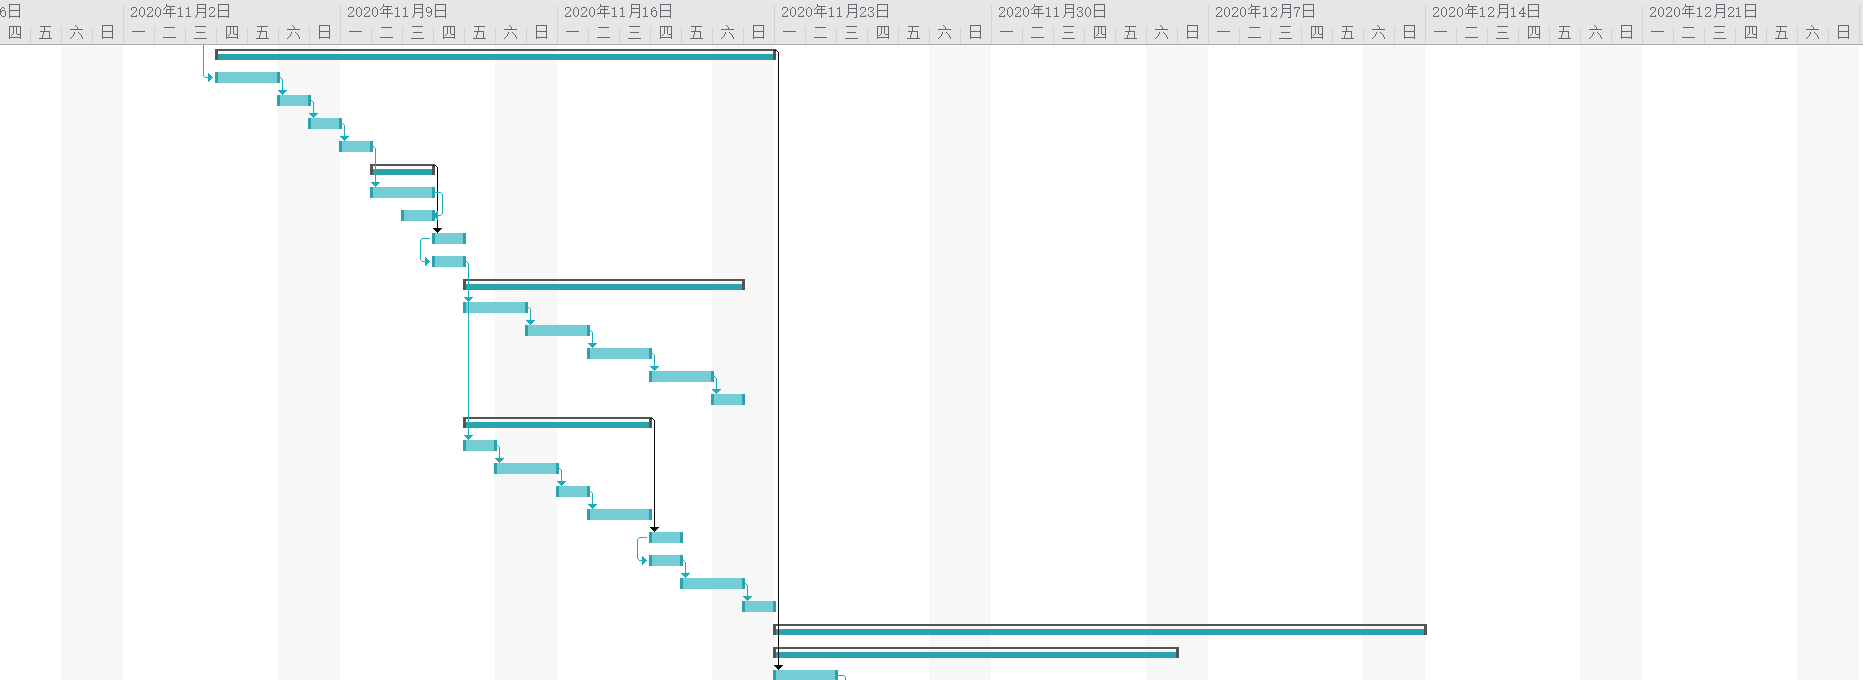 6日 2020年11月2日 2020年11月9日 2020年11月16日 2020年11月23日 2020年11月30日 2020年12月7日 2020年12月14日 2020年12月21日
四 五 六 日 一 二 三 四 五 六 日 一 二 三 四 五 六 日 一 二 三 四 五 六 日 一 二 三 四 五 六 日 一 二 三 四 五 六 日 一 二 三 四 五 六 日 一 二 三 四 五 六 日 一 二 三 四 五 六 日